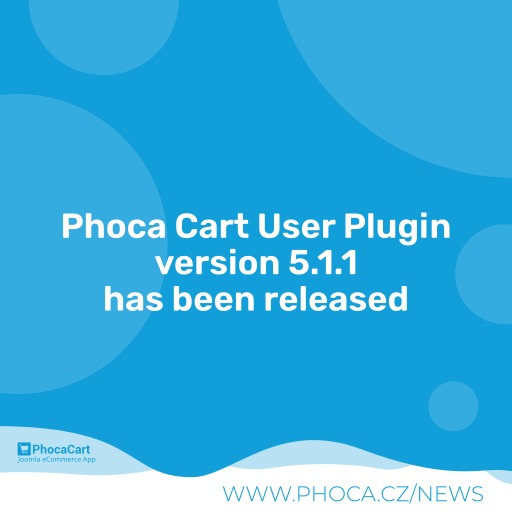 Phoca Cart User Plugin
version 5.1.1
has been released
PhocaCart
Joomla eCommerce App
WWW.PHOCA.CZ/NEWS